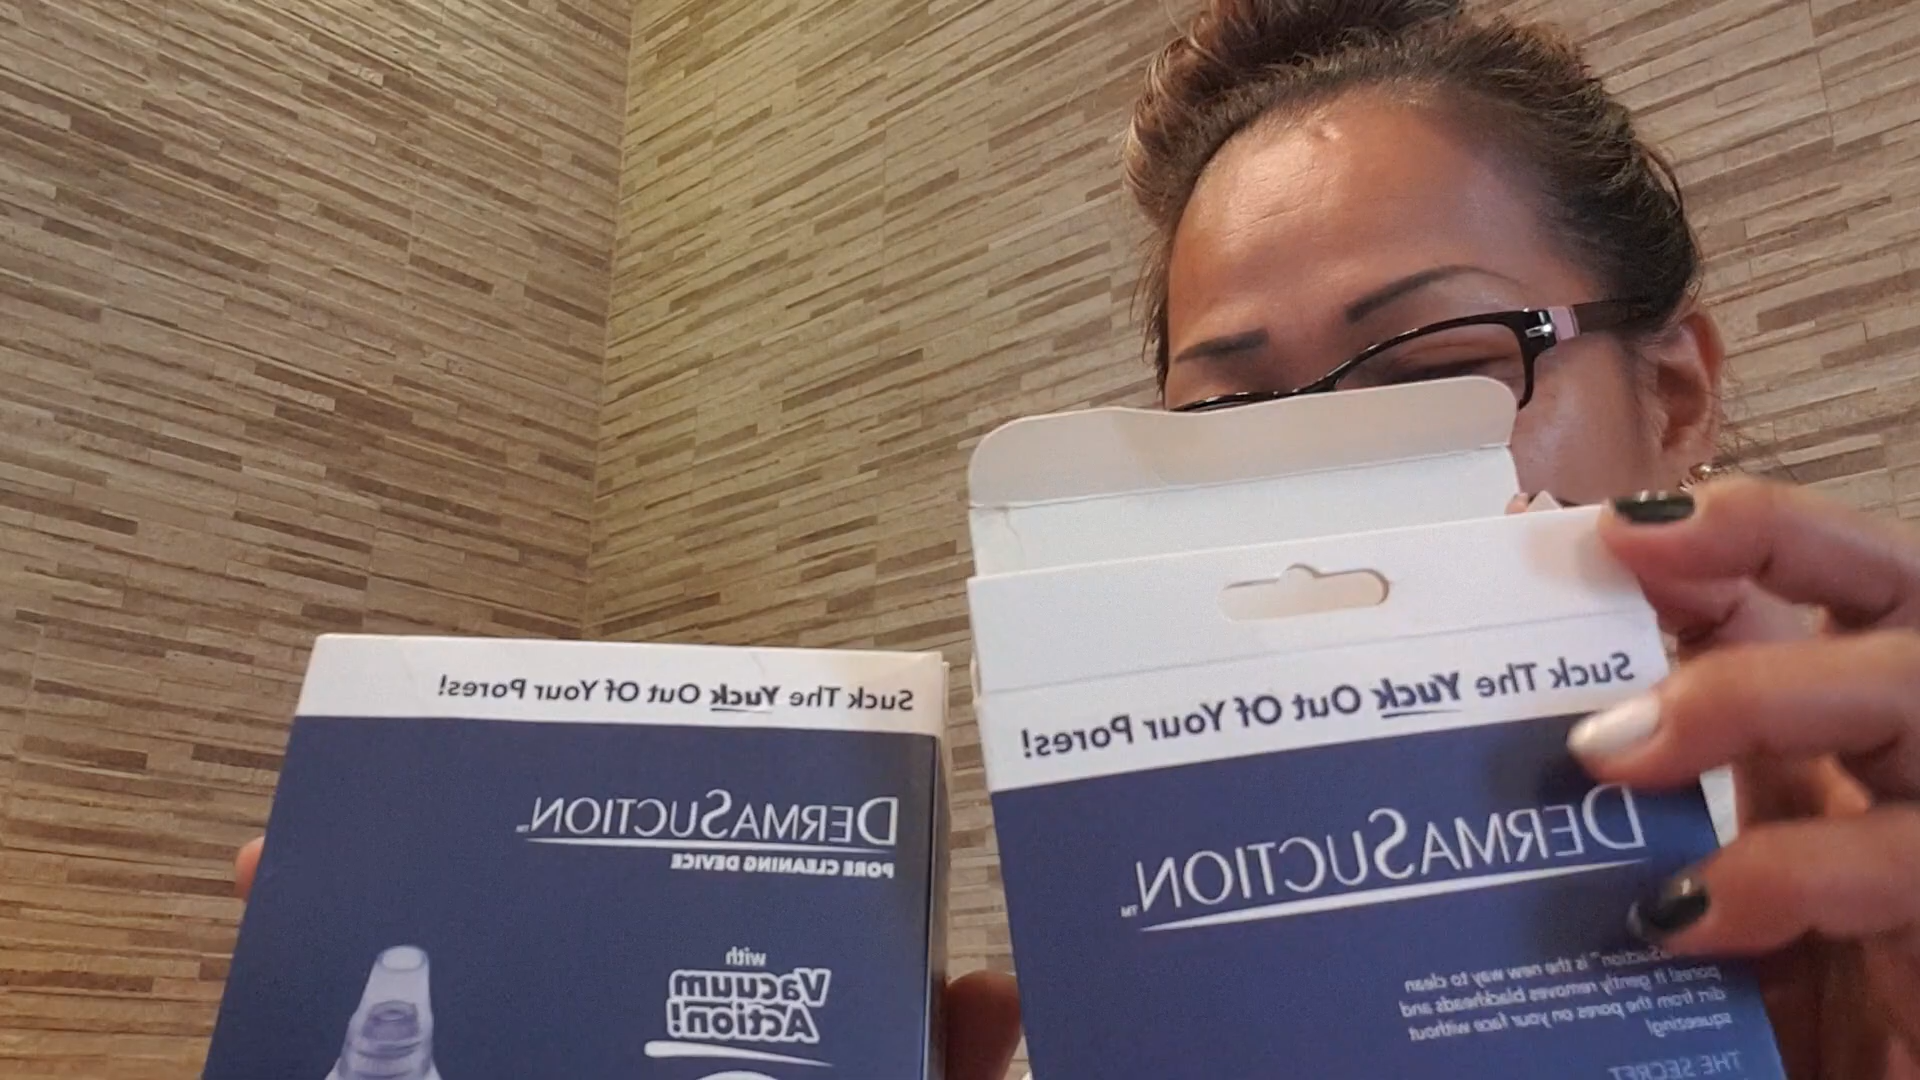 Suck The Yuck Out Of Your Pores!
DERMASUCTION™
PORE CLEANING DEVICE
with
Vacuum
Action!
Suck The Yuck Out Of Your Pores!
DERMASUCTION™
Suction™ is the new way to clean
pores! It gently removes blackheads and
dirt from the pores on your face without
squeezing!
THE SECRET